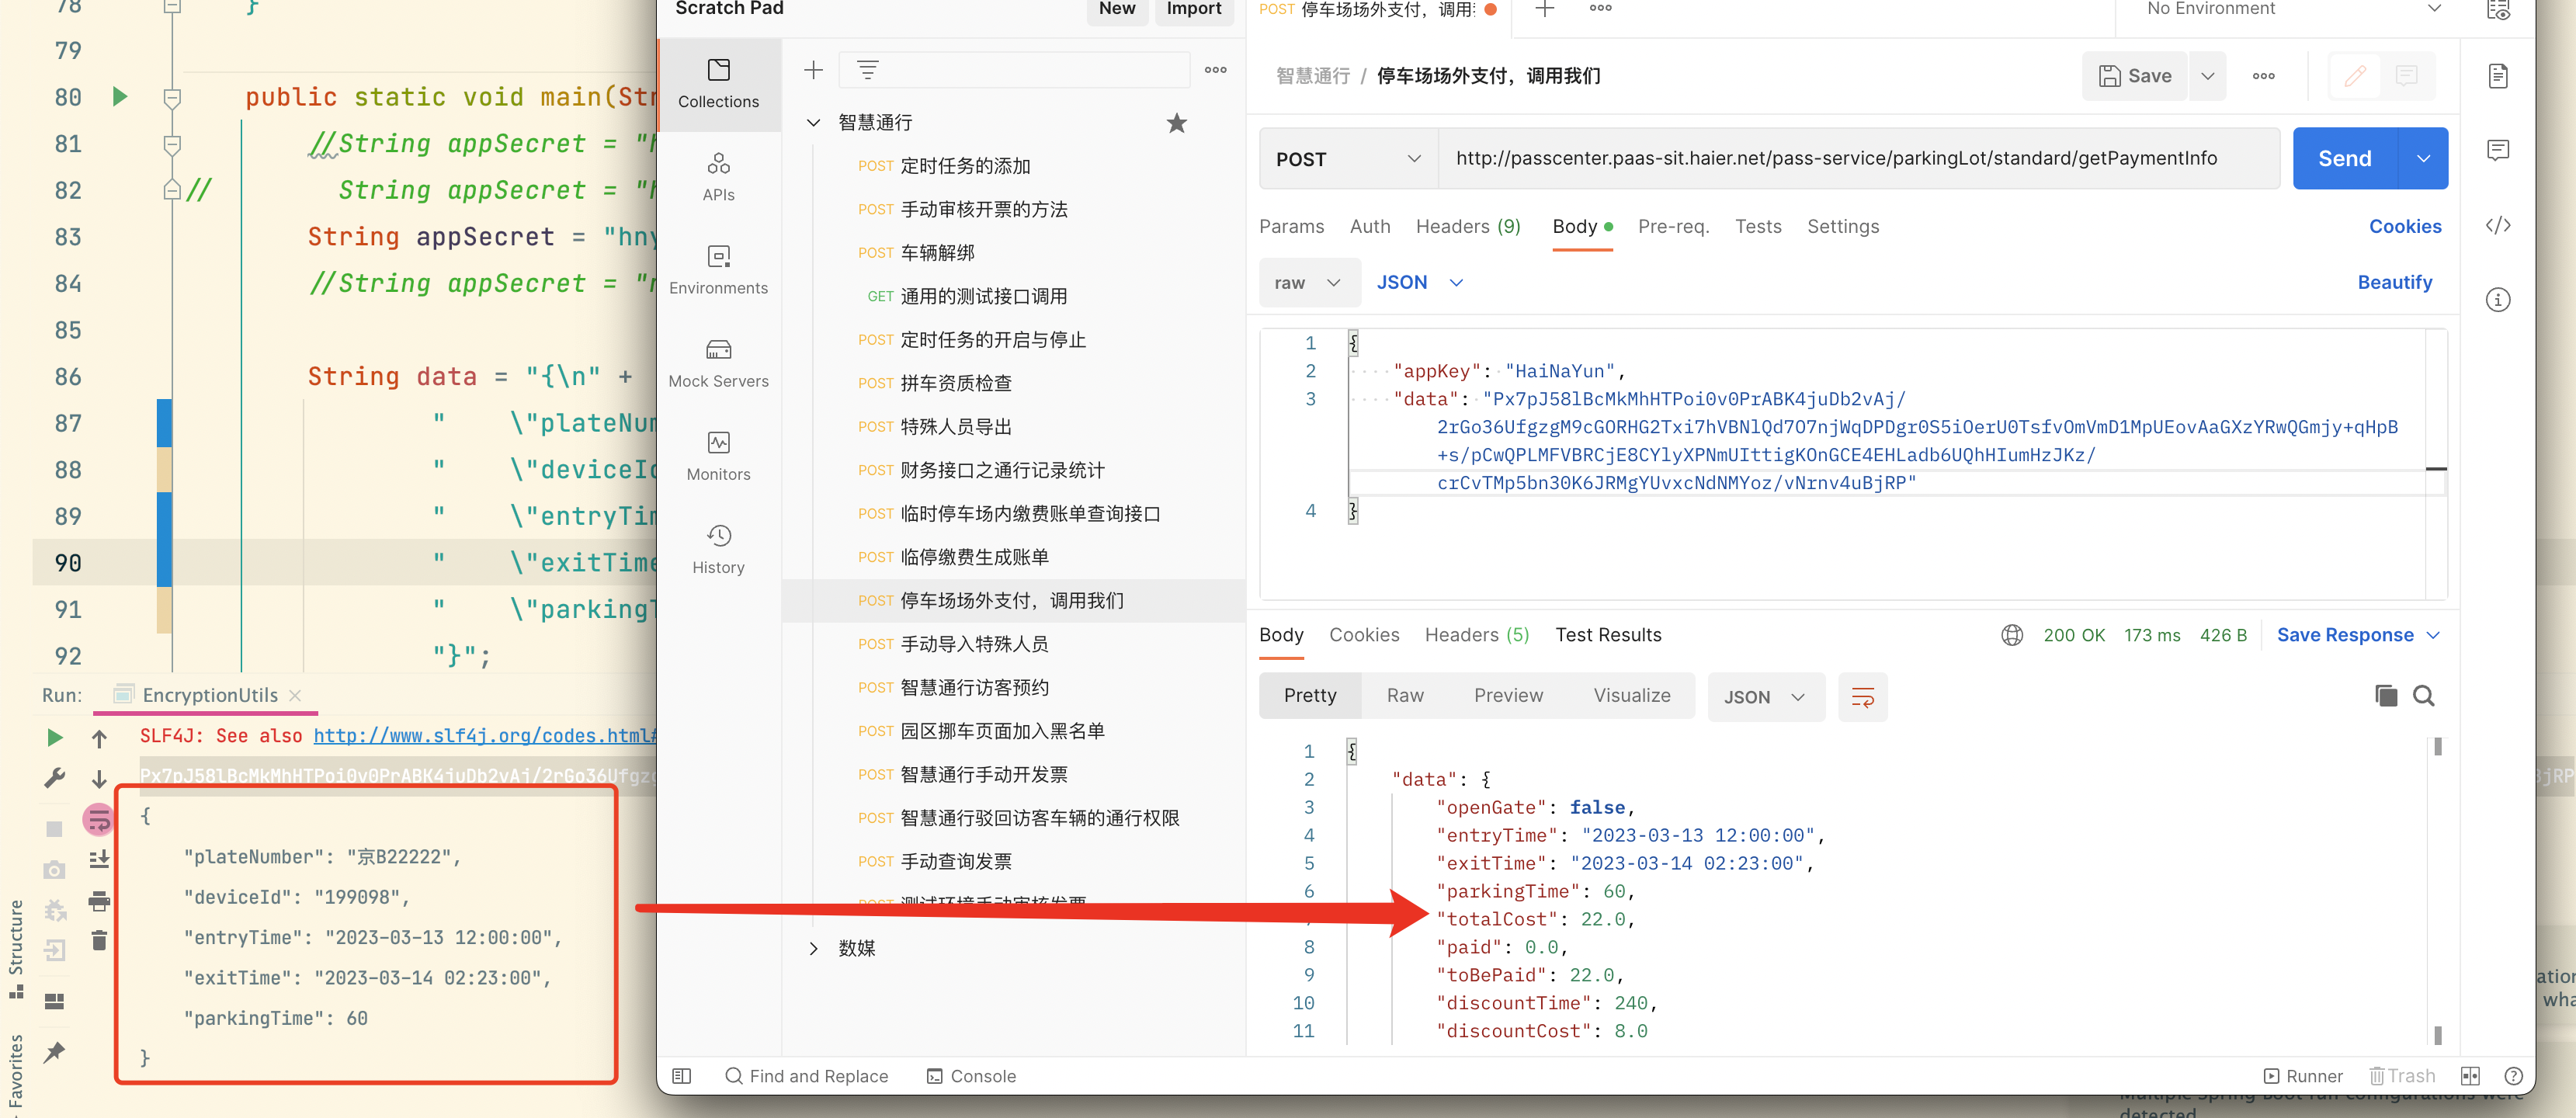 78
}
79
80
public static void main(Str
81
//String appSecret = "h
82
// String appSecret = "h
83
String appSecret = "hny
84
//String appSecret = "n
85
86
String data = "{\n" +
87
" \"plateNum
88
" \"deviceId
89
" \"entryTim
90
" \"exitTime
91
" \"parkingT
92
"}";
Run:
EncryptionUtils
SLF4J: See also http://www.slf4j.org/codes.html#
Px7pJ58lBcMkMhHTPoi0v0PrABK4juDb2vAj/2rGo36Ufgzg
{
"plateNumber": "京B22222",
"deviceId": "199098",
"entryTime": "2023-03-13 12:00:00",
"exitTime": "2023-03-14 02:23:00",
"parkingTime": 60
}
Structure
Favorites
Scratch Pad
New
Import
Collections
APIs
Environments
Mock Servers
Monitors
History
智慧通行
POST 定时任务的添加
POST 手动审核开票的方法
POST 车辆解绑
GET 通用的测试接口调用
POST 定时任务的开启与停止
POST 拼车资质检查
POST 特殊人员导出
POST 财务接口之通行记录统计
POST 临时停车场内缴费账单查询接口
POST 临停缴费生成账单
POST 停车场场外支付，调用我们
POST 手动导入特殊人员
POST 智慧通行访客预约
POST 园区挪车页面加入黑名单
POST 智慧通行手动开发票
POST 智慧通行驳回访客车辆的通行权限
POST 手动查询发票
POST 测试环境手动审核发票
数媒
POST 停车场场外支付，调用
No Environment
智慧通行 / 停车场场外支付，调用我们
Save
POST
http://passcenter.paas-sit.haier.net/pass-service/parkingLot/standard/getPaymentInfo
Send
Params
Auth
Headers (9)
Body
Pre-req.
Tests
Settings
Cookies
raw
JSON
Beautify
1 {
2 "appKey": "HaiNaYun",
3 "data": "Px7pJ58lBcMkMhHTPoi0v0PrABK4juDb2vAj/
2rGo36UfgzgM9cGORHG2Txi7hVBNlQd7O7njWqDPDgr0S5iOerU0TsfvOmVmD1MpUEovAaGXzYRwQGmjy+qHpB
+s/pCwQPLMFVBRCjE8CYlyXPNmUIttigKOnGCE4EHLadb6UQhHIumHzJKz/
crCvTMp5bn30K6JRMgYUvxcNdNMYoz/vNrnv4uBjRP"
4 }
Body
Cookies
Headers (5)
Test Results
200 OK
173 ms
426 B
Save Response
Pretty
Raw
Preview
Visualize
JSON
1 {
2 "data": {
3 "openGate": false,
4 "entryTime": "2023-03-13 12:00:00",
5 "exitTime": "2023-03-14 02:23:00",
6 "parkingTime": 60,
"totalCost": 22.0,
8 "paid": 0.0,
9 "toBePaid": 22.0,
10 "discountTime": 240,
11 "discountCost": 8.0
Find and Replace
Console
Runner
Trash
BjRP
ation
wha
Multiple Spring Boot run configurations were
detected